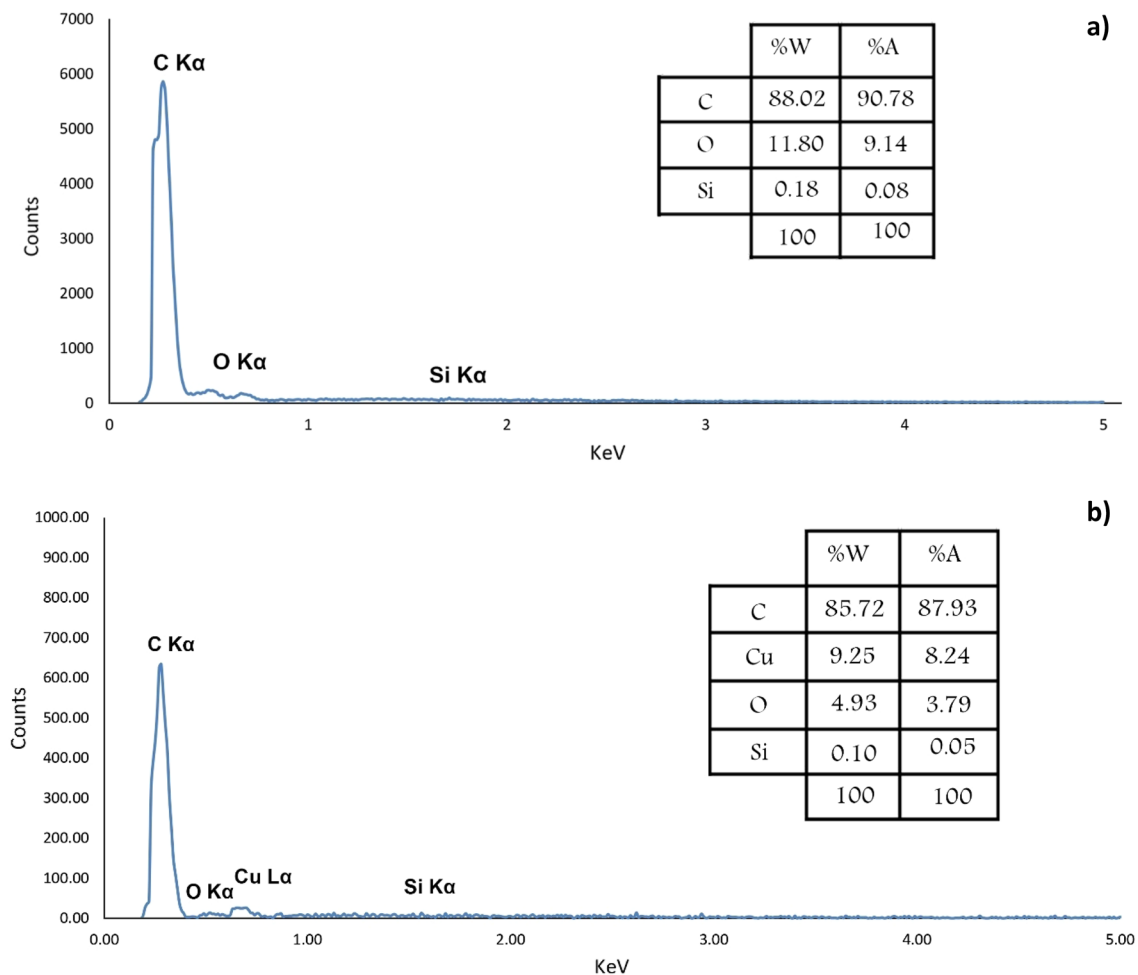 a)
7000
6000
5000
4000
3000
2000
1000
0
Counts
C Kα
O Kα
Si Kα
%W %A
C 88.02 90.78
O 11.80 9.14
Si 0.18 0.08
100 100
0 1 2 3 4 5
KeV
b)
1000.00
900.00
800.00
700.00
600.00
500.00
400.00
300.00
200.00
100.00
0.00
Counts
C Kα
O Kα
Cu Lα
Si Kα
%W %A
C 85.72 87.93
Cu 9.25 8.24
O 4.93 3.79
Si 0.10 0.05
100 100
0.00 1.00 2.00 3.00 4.00 5.00
KeV